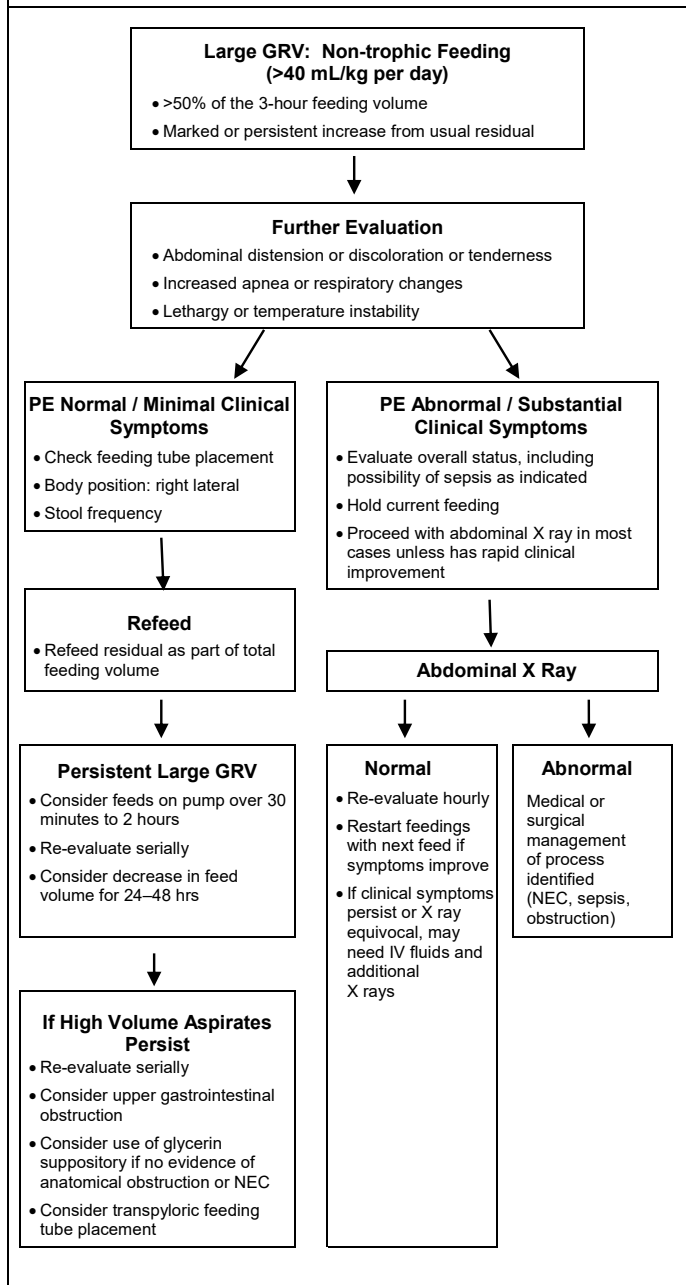 Large GRV: Non-trophic Feeding
(>40 mL/kg per day)
• >50% of the 3-hour feeding volume
• Marked or persistent increase from usual residual
Further Evaluation
• Abdominal distension or discoloration or tenderness
• Increased apnea or respiratory changes
• Lethargy or temperature instability
PE Normal / Minimal Clinical
Symptoms
• Check feeding tube placement
• Body position: right lateral
• Stool frequency
PE Abnormal / Substantial
Clinical Symptoms
• Evaluate overall status, including
possibility of sepsis as indicated
• Hold current feeding
• Proceed with abdominal X ray in most
cases unless has rapid clinical
improvement
Refeed
• Refeed residual as part of total
feeding volume
Abdominal X Ray
Persistent Large GRV
• Consider feeds on pump over 30
minutes to 2 hours
• Re-evaluate serially
• Consider decrease in feed
volume for 24–48 hrs
Normal
• Re-evaluate hourly
• Restart feedings
with next feed if
symptoms improve
• If clinical symptoms
persist or X ray
equivocal, may
need IV fluids and
additional
X rays
Abnormal
Medical or
surgical
management
of process
identified
(NEC, sepsis,
obstruction)
If High Volume Aspirates
Persist
• Re-evaluate serially
• Consider upper gastrointestinal
obstruction
• Consider use of glycerin
suppository if no evidence of
anatomical obstruction or NEC
• Consider transpyloric feeding
tube placement